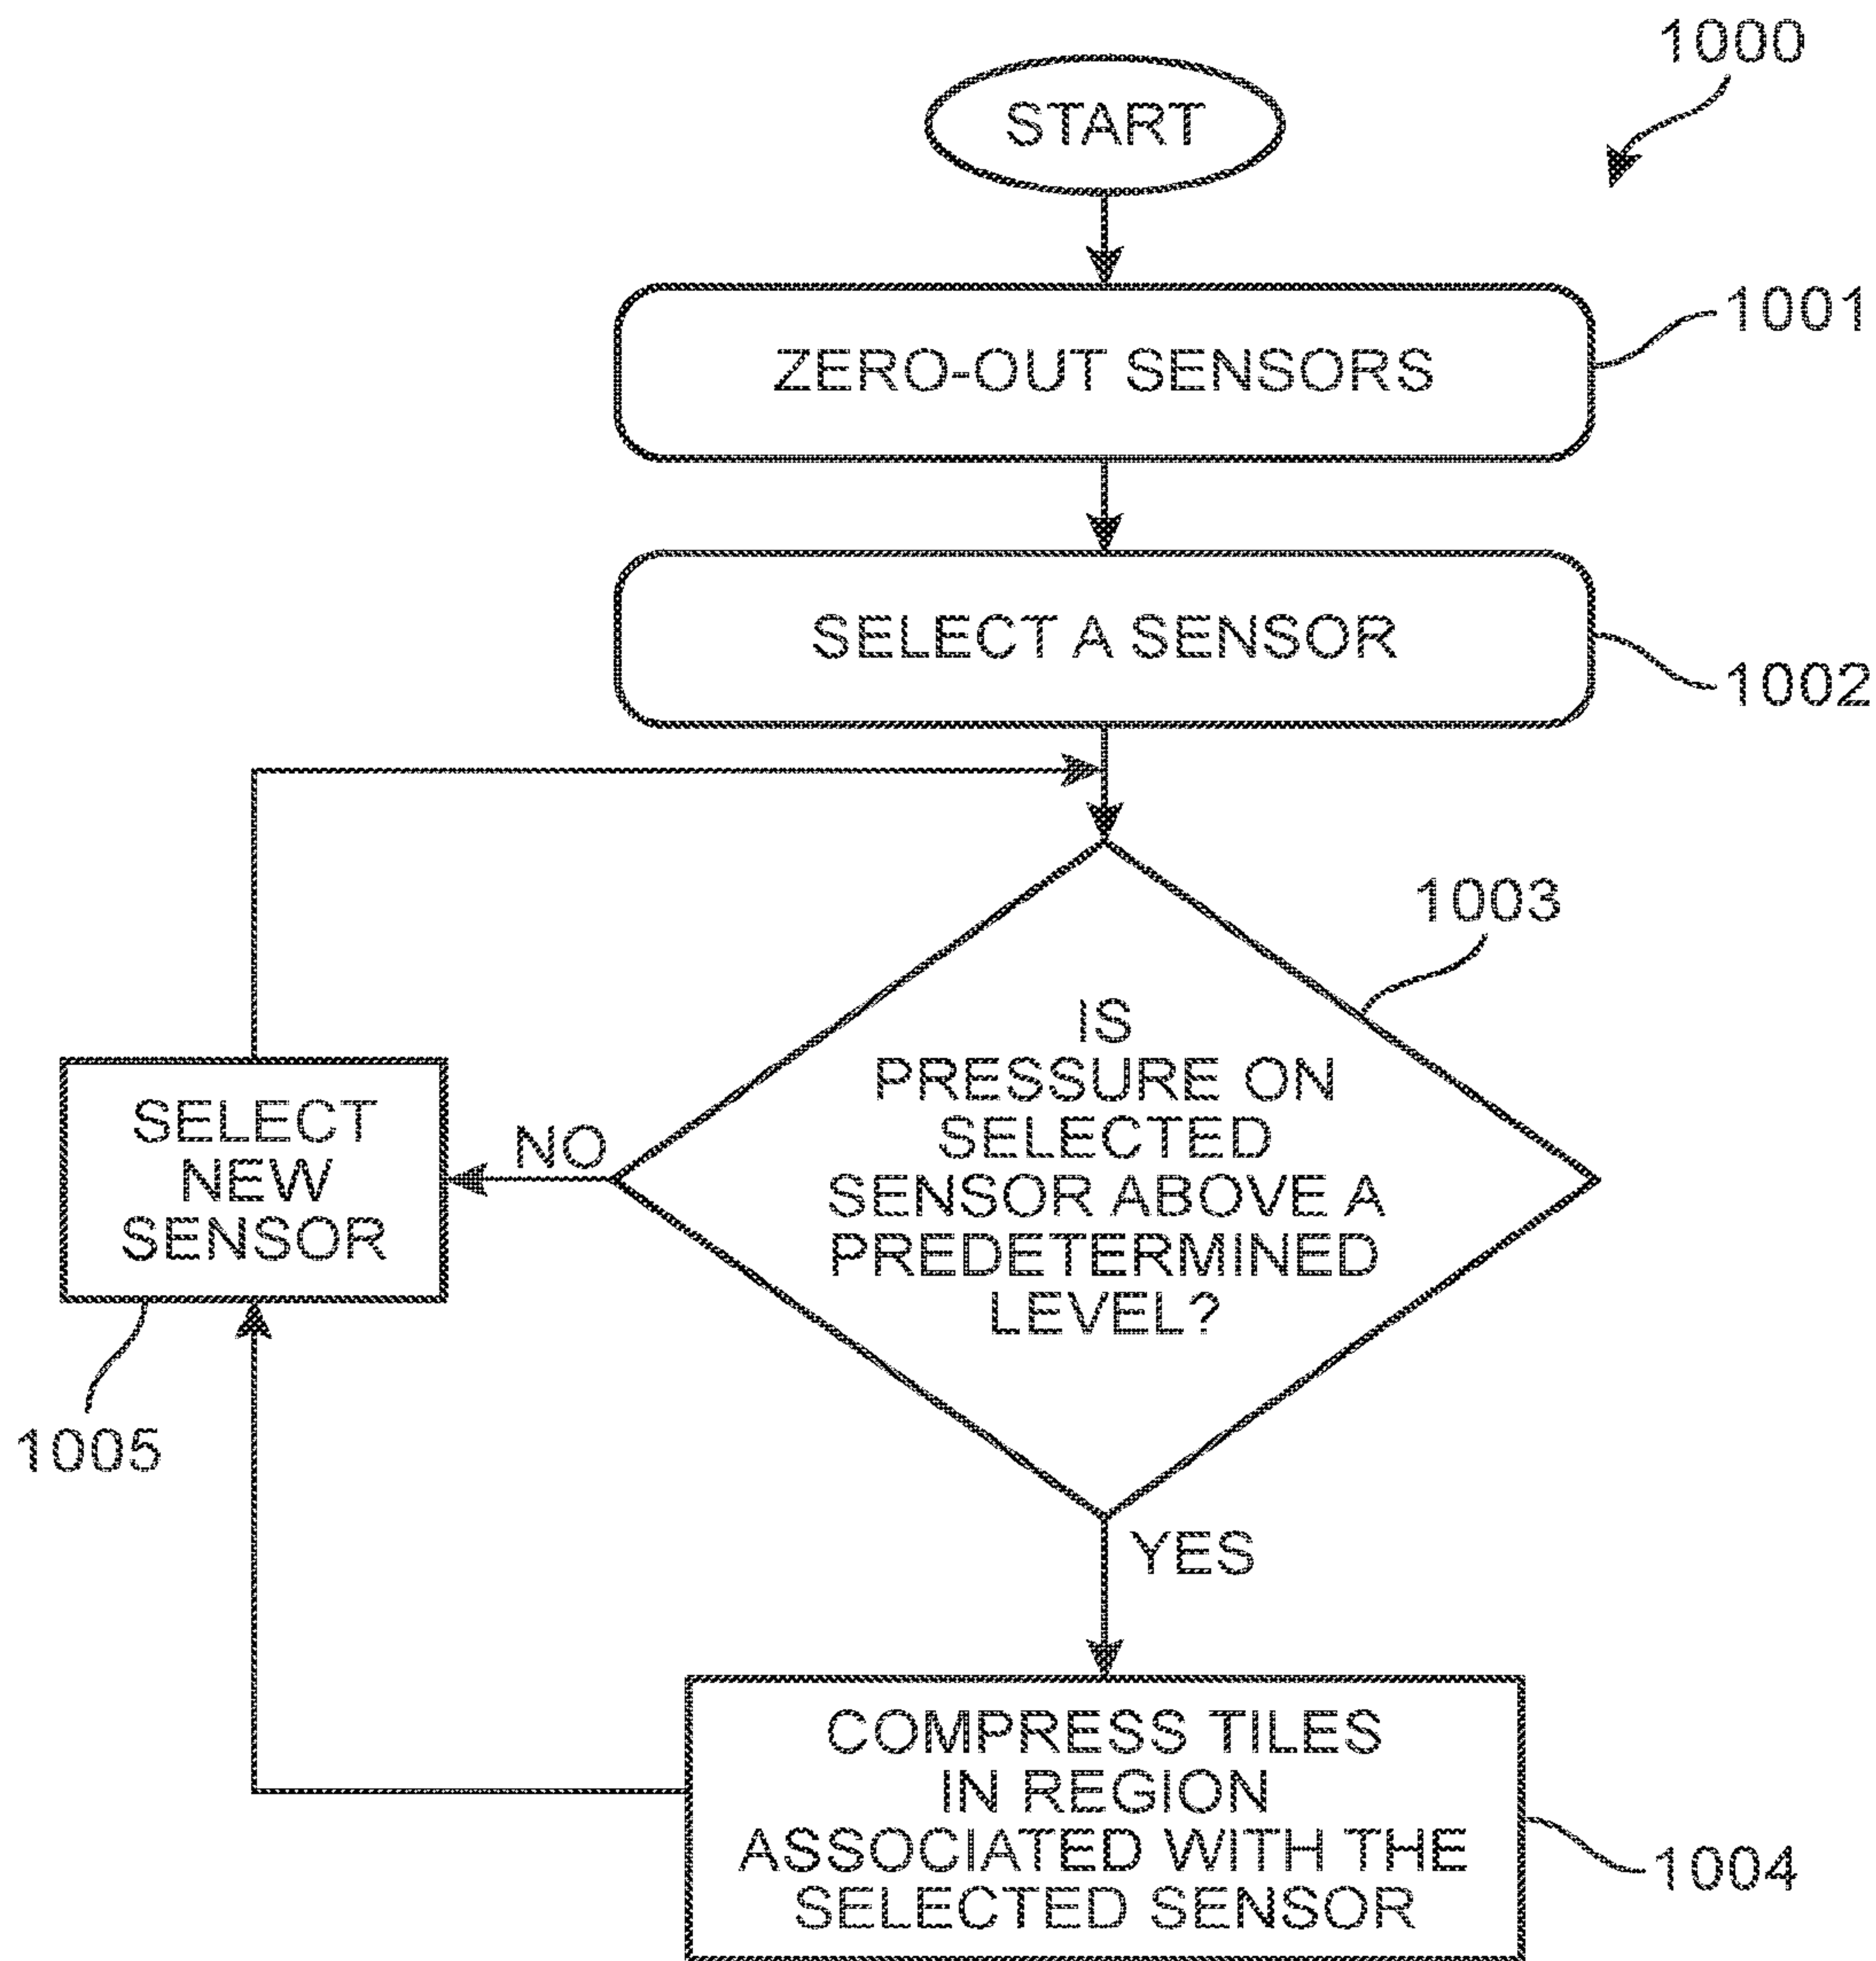 1000
START
ZERO-OUT SENSORS
1001
SELECT A SENSOR
1002
1003
IS
PRESSURE ON
SELECTED
SENSOR ABOVE A
PREDETERMINED
LEVEL?
NO
SELECT
NEW
SENSOR
1005
YES
COMPRESS TILES
IN REGION
ASSOCIATED WITH THE
SELECTED SENSOR
1004